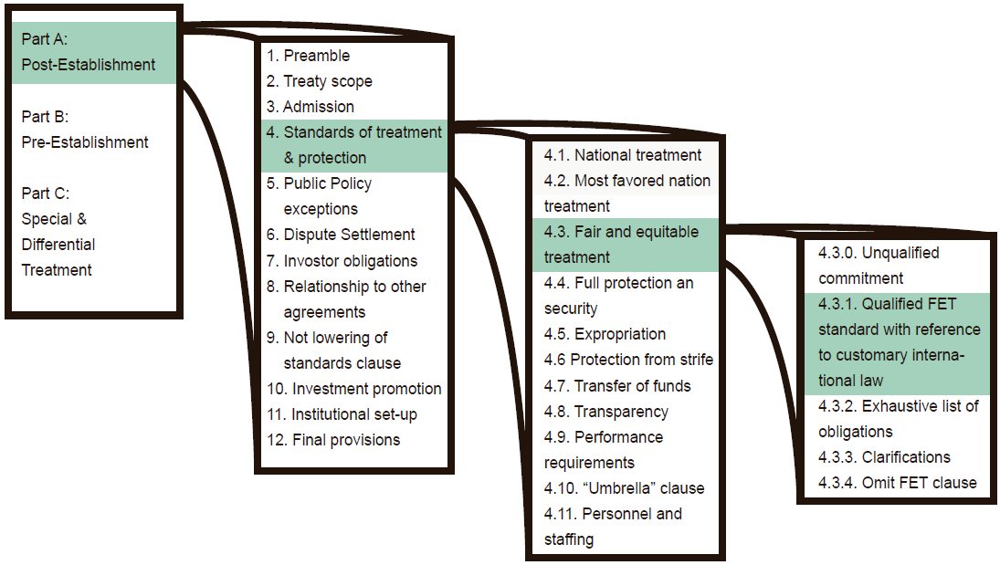 Part A:
Post-Establishment
Part B:
Pre-Establishment
Part C:
Special &
Differential
Treatment
1. Preamble
2. Treaty scope
3. Admission
4. Standards of treatment
& protection
5. Public Policy
exceptions
6. Dispute Settlement
7. Invostor obligations
8. Relationship to other
agreements
9. Not lowering of
standards clause
10. Investment promotion
11. Institutional set-up
12. Final provisions
4.1. National treatment
4.2. Most favored nation
treatment
4.3. Fair and equitable
treatment
4.4. Full protection an
security
4.5. Expropriation
4.6 Protection from strife
4.7. Transfer of funds
4.8. Transparency
4.9. Performance
requirements
4.10. “Umbrella” clause
4.11. Personnel and
staffing
4.3.0. Unqualified
commitment
4.3.1. Qualified FET
standard with reference
to customary interna-
tional law
4.3.2. Exhaustive list of
obligations
4.3.3. Clarifications
4.3.4. Omit FET clause